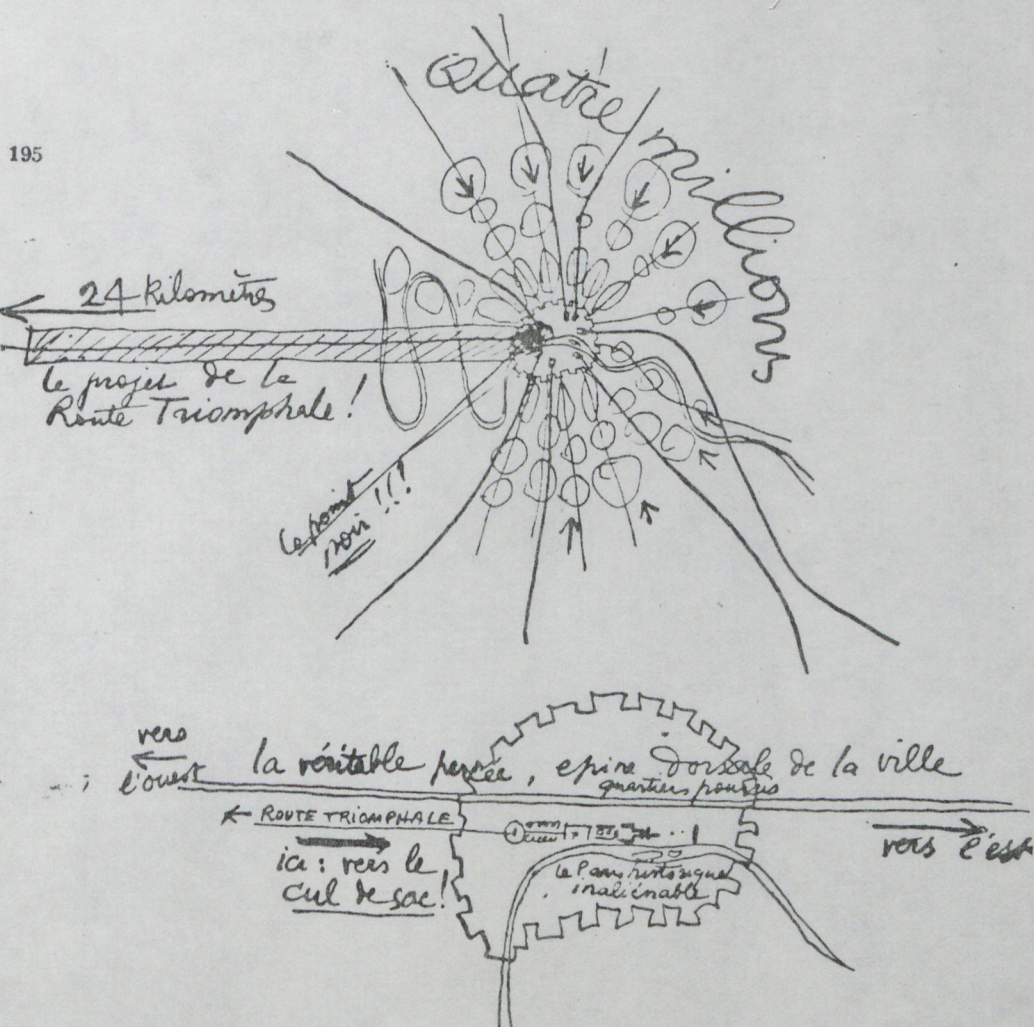 Quatre millions
195
24 Kilomètres
le projet de la
Route Triomphale !
le point
noir !!!
vers
l'ouest
la véritable percée, epine dorsale de la ville
quartiers pourris
← ROUTE TRIOMPHALE
ici : vers le
cul de sac !
vers l'est
le Paris historique
inaliénable